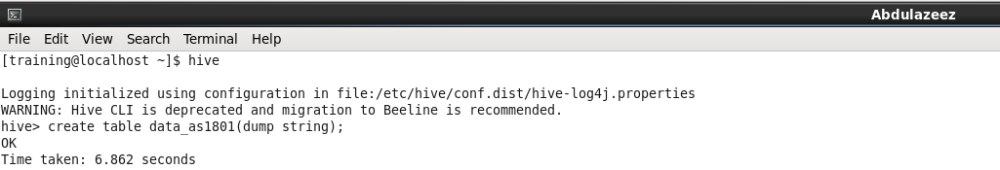 Abdulazeez
File Edit View Search Terminal Help
[training@localhost ~]$ hive
Logging initialized using configuration in file:/etc/hive/conf.dist/hive-log4j.properties
WARNING: Hive CLI is deprecated and migration to Beeline is recommended.
hive> create table data_as1801(dump string);
OK
Time taken: 6.862 seconds